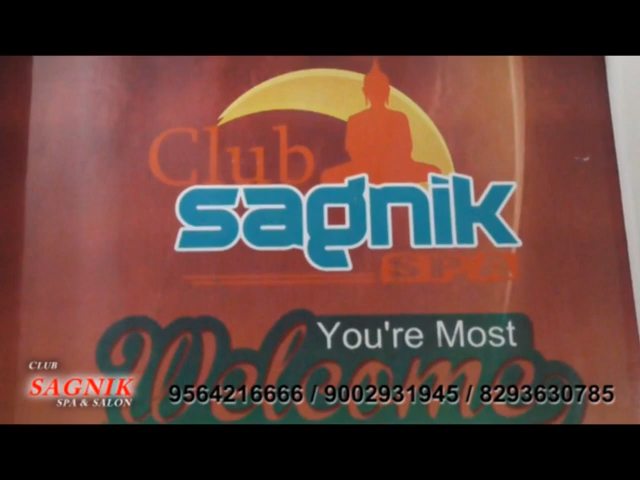 Club
sagnik
SPA
You're Most
Welcome
CLUB
SAGNIK
SPA & SALON
9564216666 / 9002931945 / 8293630785